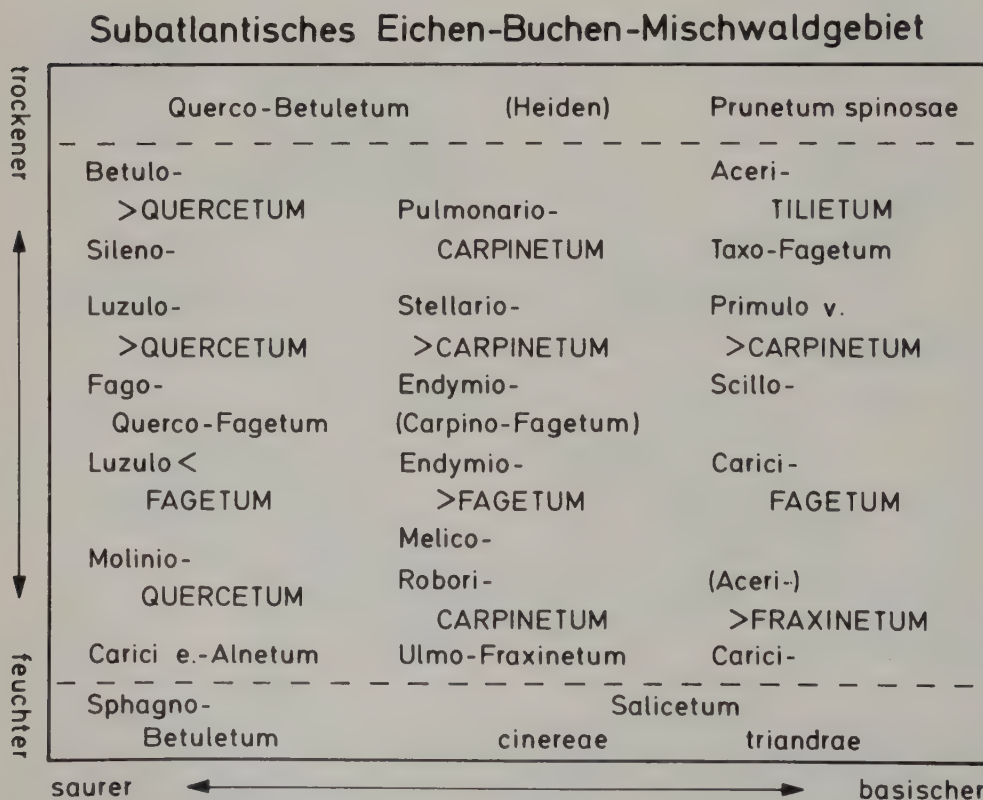 Subatlantisches Eichen-Buchen-Mischwaldgebiet
trockener
Querco-Betuletum (Heiden) Prunetum spinosae
Betulo- Aceri-
>QUERCETUM Pulmonario- TILIETUM
Sileno- CARPINETUM Taxo-Fagetum
Luzulo- Stellario- Primulo v.
>QUERCETUM >CARPINETUM >CARPINETUM
Fago- Endymio- Scillo-
Querco-Fagetum (Carpino-Fagetum)
Luzulo< Endymio- Carici-
FAGETUM >FAGETUM FAGETUM
Melico-
Molinio- Robori- (Aceri-)
QUERCETUM CARPINETUM >FRAXINETUM
Carici e.-Alnetum Ulmo-Fraxinetum Carici-
feuchter
Sphagno- Salicetum
Betuletum cinereae triandrae
saurer basischer